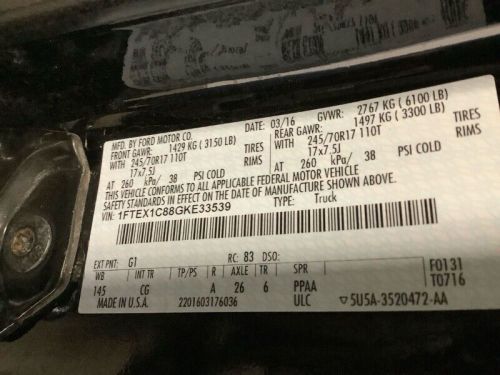 MFD. BY FORD MOTOR CO.
DATE: 03/16 GVWR: 2767 KG ( 6100 LB)
FRONT GAWR: 1429 KG ( 3150 LB) REAR GAWR: 1497 KG ( 3300 LB)
WITH 245/70R17 110T TIRES WITH 245/70R17 110T TIRES
17x7.5J RIMS 17x7.5J RIMS
AT 260 kPa/ 38 PSI COLD AT 260 kPa/ 38 PSI COLD
THIS VEHICLE CONFORMS TO ALL APPLICABLE FEDERAL MOTOR VEHICLE
SAFETY STANDARDS IN EFFECT ON THE DATE OF MANUFACTURE SHOWN ABOVE.
VIN: 1FTEX1C88GKE33539 TYPE: Truck
EXT PNT: G1 RC: 83 DSO: F0131
WB INT TR TP/PS R AXLE TR SPR T0716
145 CG A 26 6 PPAA
MADE IN U.S.A. 2201603176036 ULC ▽5U5A-3520472-AA